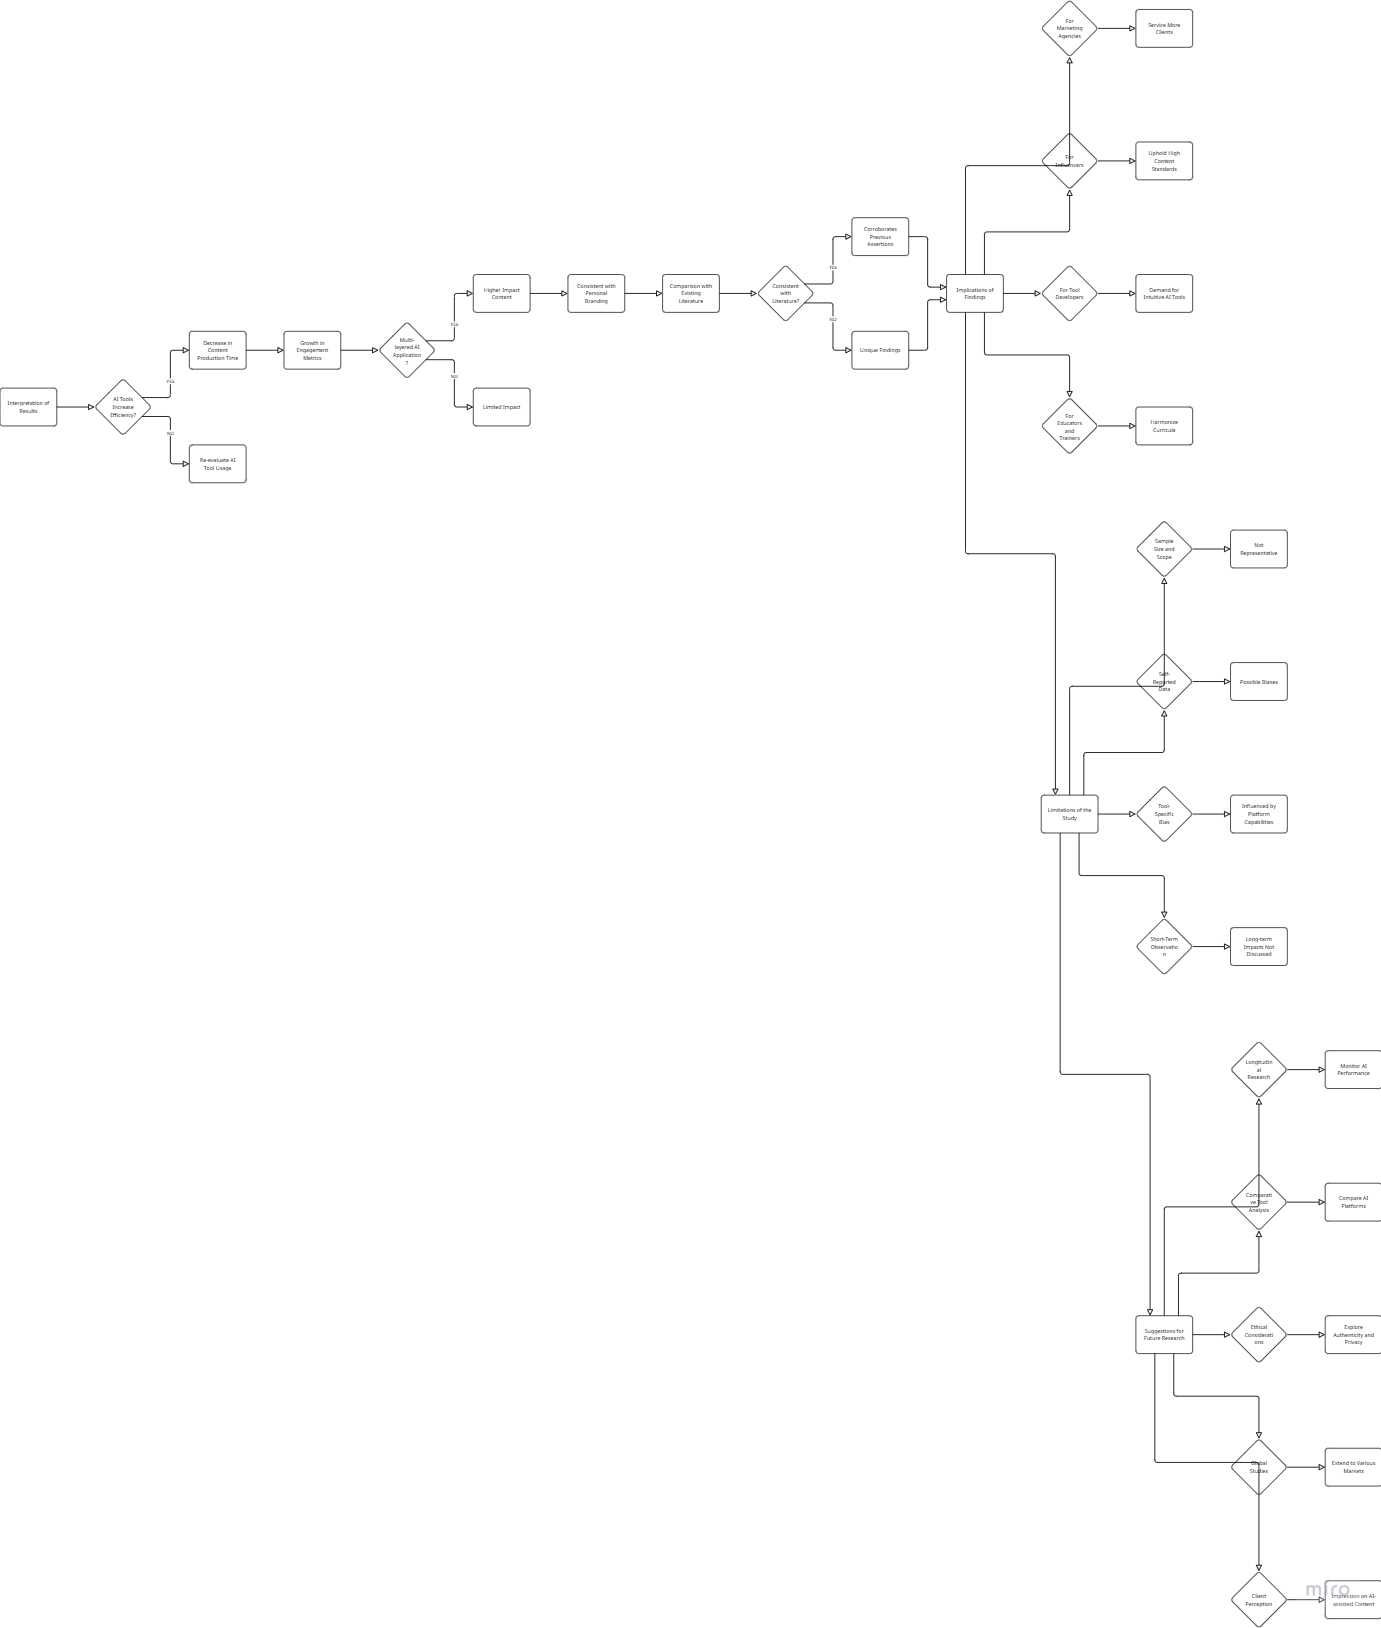 For
Marketing
Agencies
Service More
Clients
For
Influencers
Uphold High
Content
Standards
Corroborates
Previous
Assertions
YES
Higher Impact
Content
Consistent with
Personal
Branding
Comparison with
Existing
Literature
Consistent
with
Literature?
Implications of
Findings
For Tool
Developers
Demand for
Intuitive AI Tools
NO
Unique Findings
YES
Decrease in
Content
Production Time
Growth in
Engagement
Metrics
Multi-
layered AI
Application
?
NO
Limited Impact
YES
Interpretation of
Results
AI Tools
Increase
Efficiency?
NO
Re-evaluate AI
Tool Usage
For
Educators
and
Trainers
Harmonize
Curricula
Sample
Size and
Scope
Not
Representative
Self-
Reported
Data
Possible Biases
Limitations of the
Study
Tool-
Specific
Bias
Influenced by
Platform
Capabilities
Short-Term
Observatio
n
Long-term
Impacts Not
Discussed
Longitudin
al
Research
Monitor AI
Performance
Comparati
ve Tool
Analysis
Compare AI
Platforms
Suggestions for
Future Research
Ethical
Considerati
ons
Explore
Authenticity and
Privacy
Global
Studies
Extend to Various
Markets
Client
Perception
Impression on AI-
assisted Content
miro